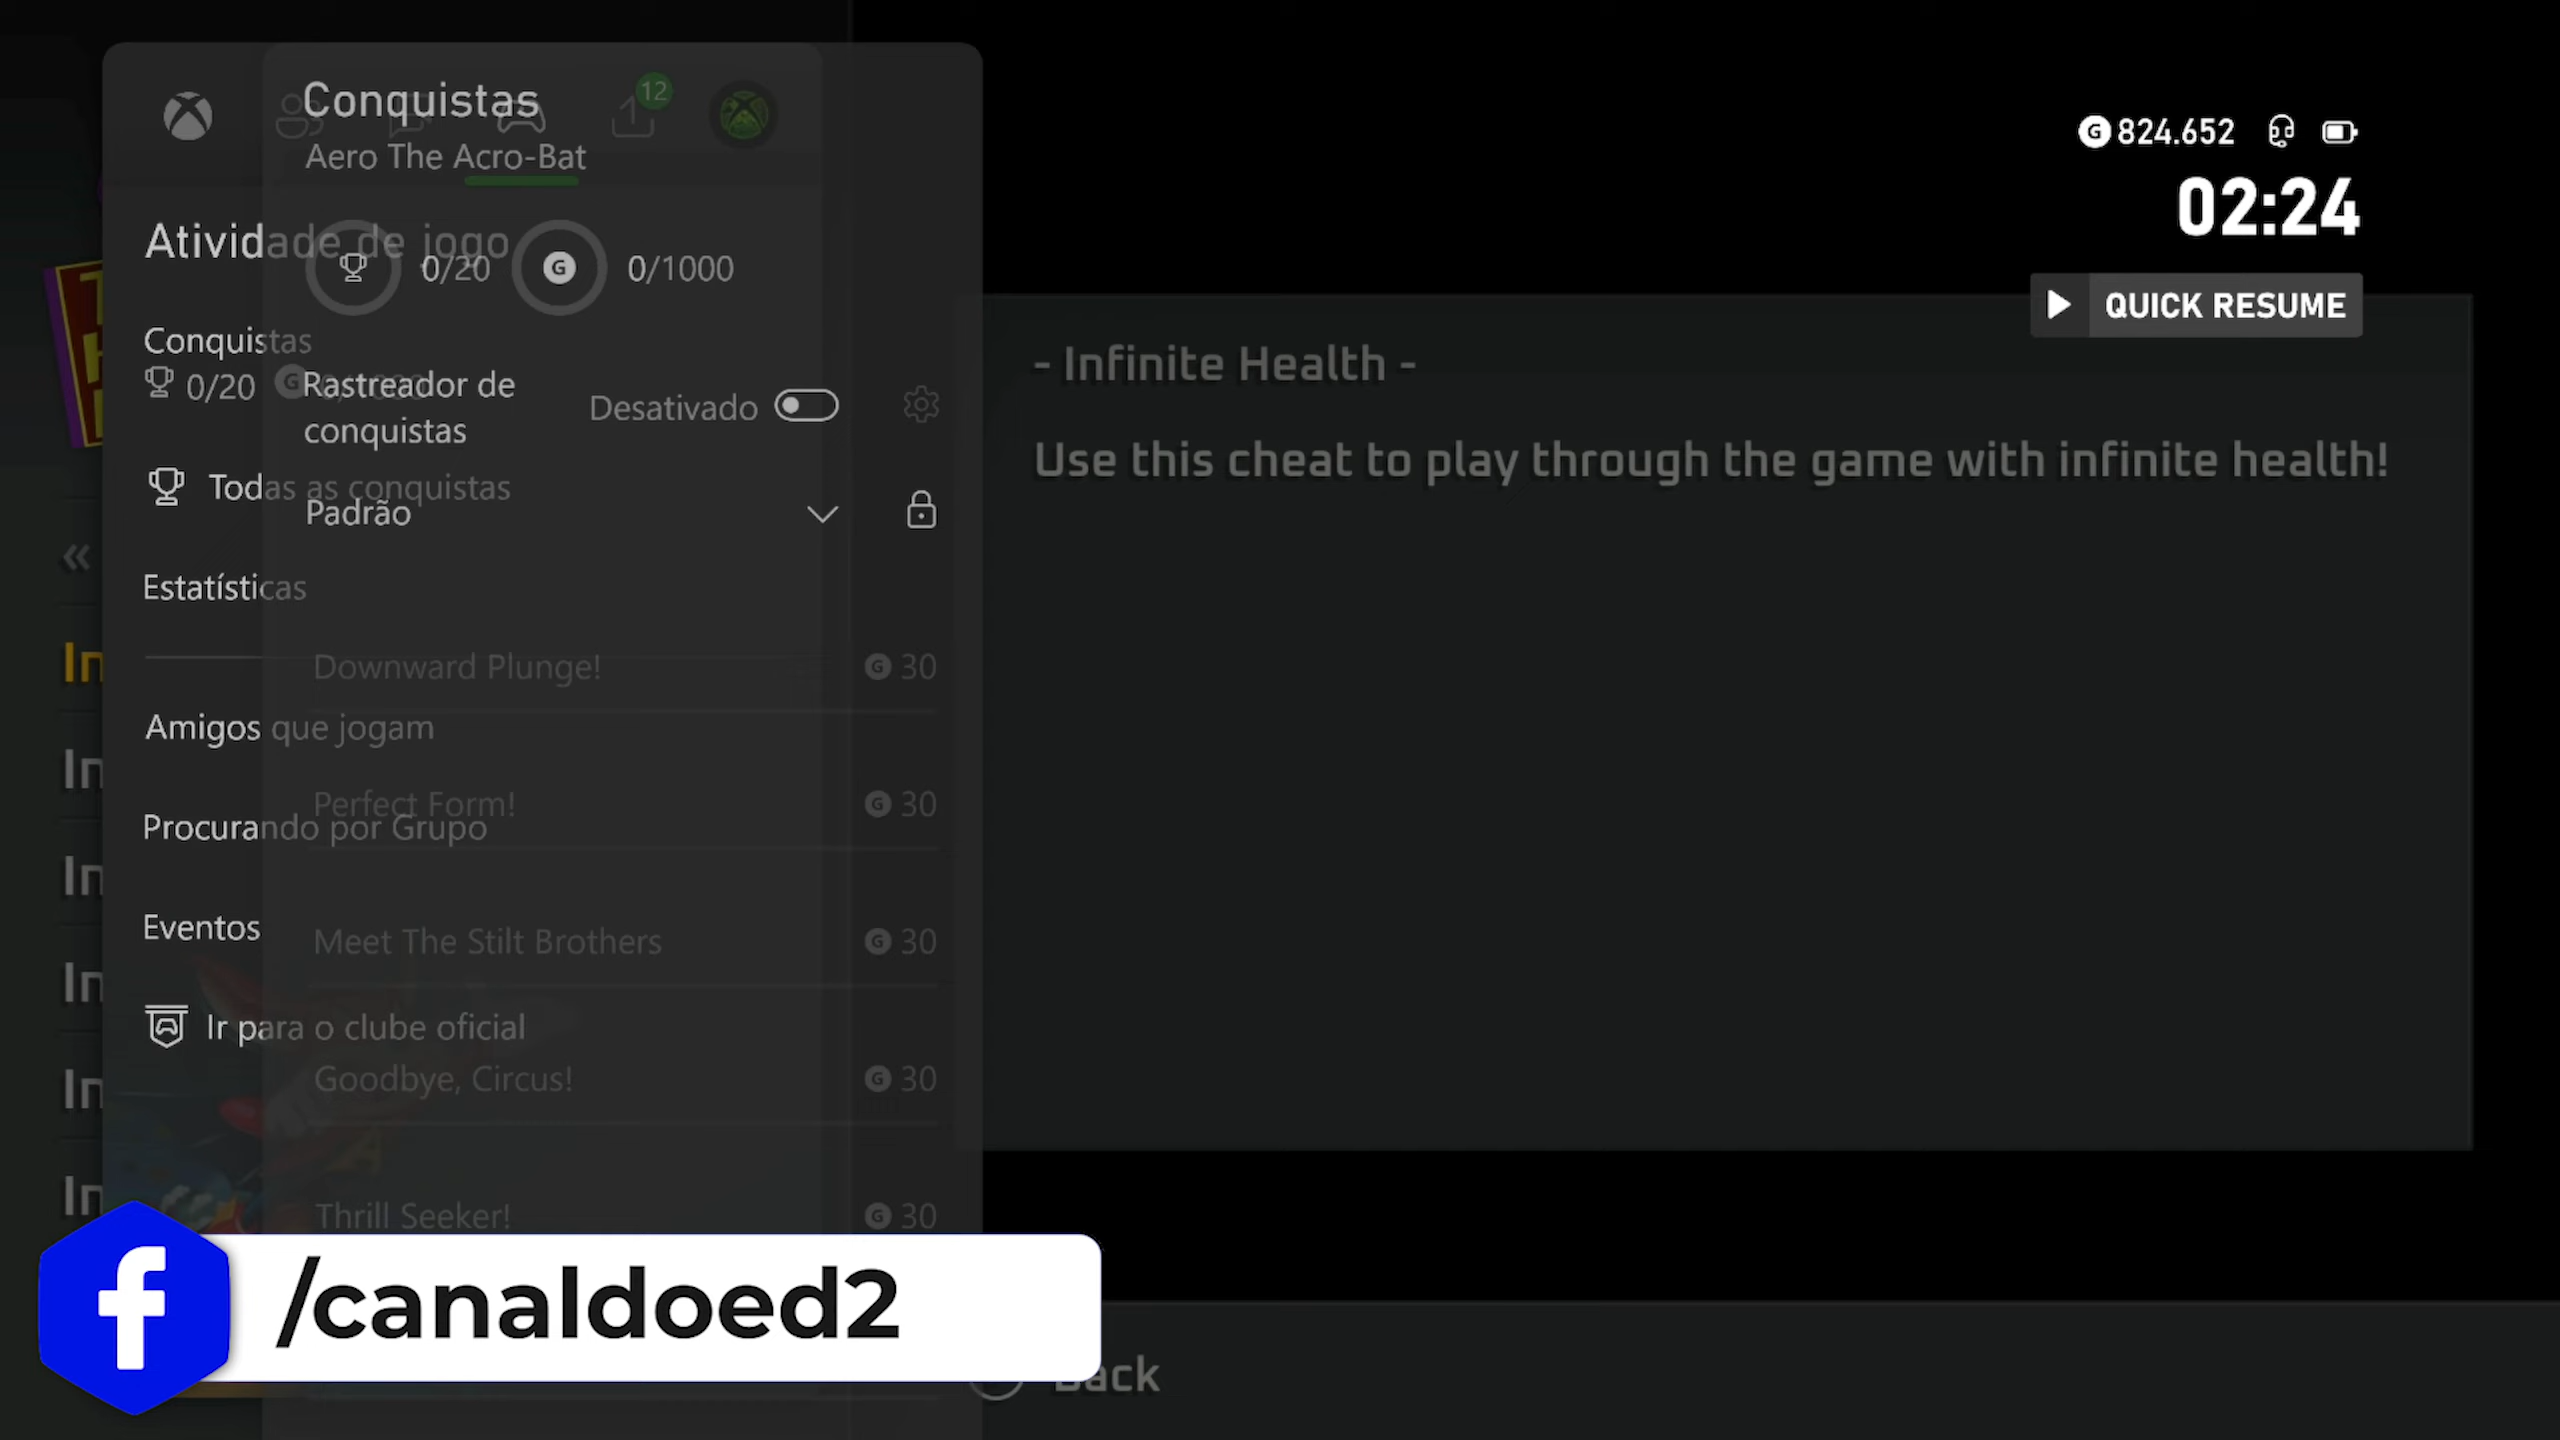 Conquistas
Aero The Acro-Bat
12
Atividade de jogo
0/20
0/1000
Conquistas
0/20
Rastreador de
conquistas
Desativado
Todas as conquistas
Padrão
Estatísticas
Downward Plunge!
30
Amigos que jogam
Perfect Form!
30
Procurando por Grupo
Eventos
Meet The Stilt Brothers
30
Ir para o clube oficial
Goodbye, Circus!
30
Thrill Seeker!
30
824.652
02:24
QUICK RESUME
- Infinite Health -
Use this cheat to play through the game with infinite health!
Back
/canaldoed2